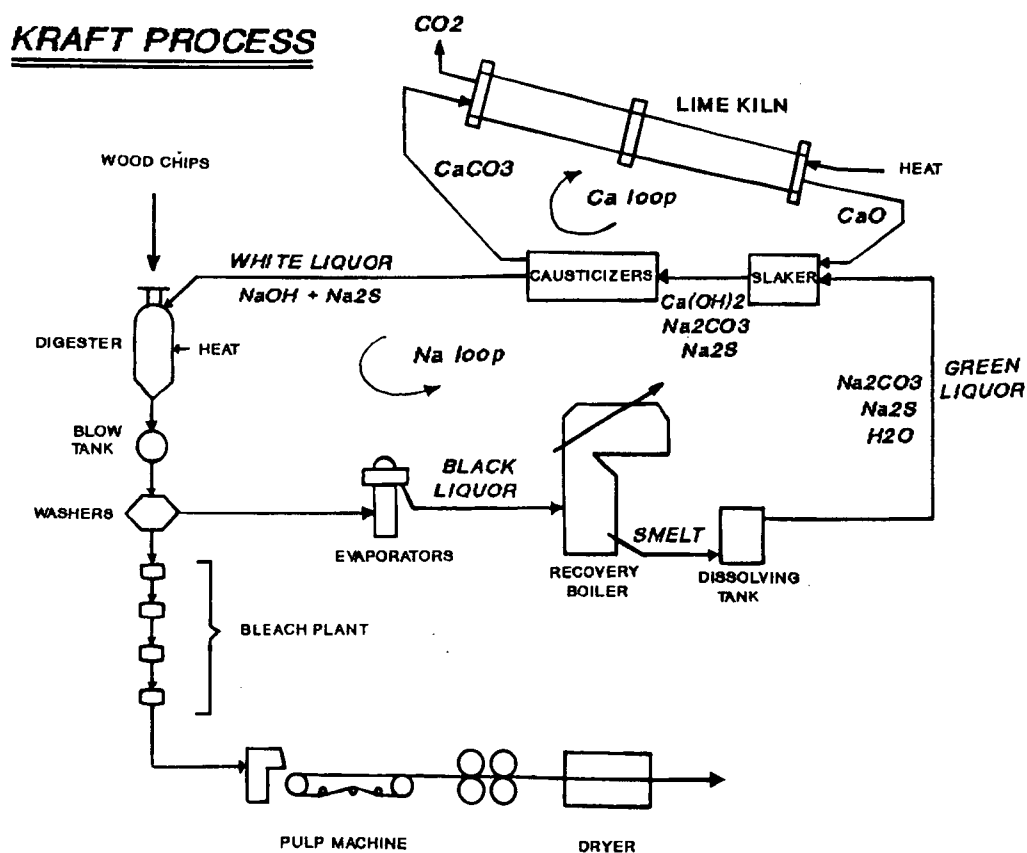 KRAFT PROCESS
CO2
LIME KILN
WOOD CHIPS
HEAT
CaCO3
Ca loop
CaO
WHITE LIQUOR
NaOH + Na2S
CAUSTICIZERS
SLAKER
Ca(OH)2
Na2CO3
Na2S
DIGESTER
HEAT
Na loop
GREEN
LIQUOR
Na2CO3
Na2S
H2O
BLOW
TANK
BLACK
LIQUOR
WASHERS
EVAPORATORS
SMELT
RECOVERY
BOILER
DISSOLVING
TANK
BLEACH PLANT
PULP MACHINE
DRYER